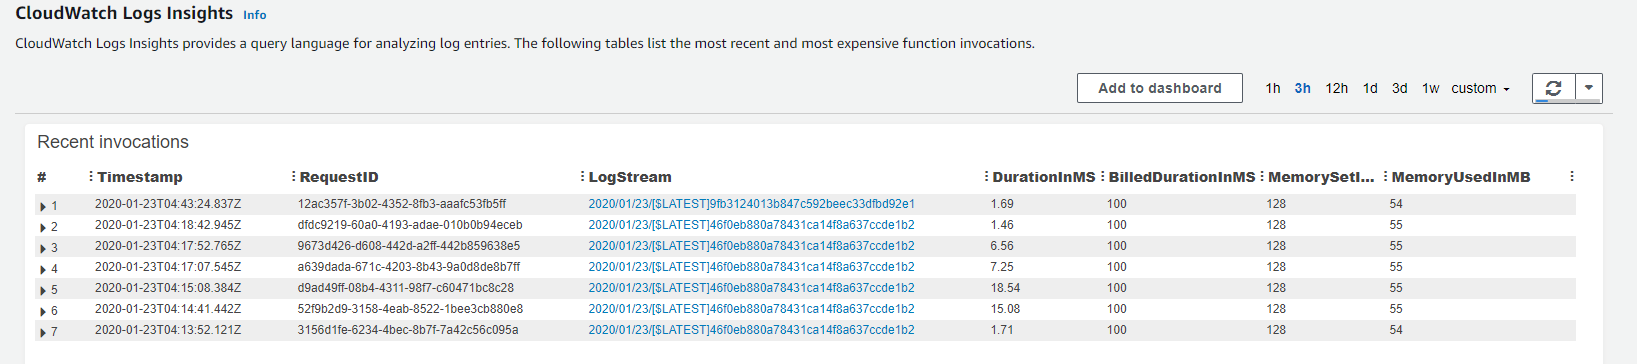 CloudWatch Logs Insights Info
CloudWatch Logs Insights provides a query language for analyzing log entries. The following tables list the most recent and most expensive function invocations.
Add to dashboard 1h 3h 12h 1d 3d 1w custom
Recent invocations
# Timestamp RequestID LogStream DurationInMS BilledDurationInMS MemorySetI... MemoryUsedInMB
1 2020-01-23T04:43:24.837Z 12ac357f-3b02-4352-8fb3-aaafc53fb5ff 2020/01/23/[$LATEST]9fb3124013b847c592beec33dfbd92e1 1.69 100 128 54
2 2020-01-23T04:18:42.945Z dfdc9219-60a0-4193-adae-010b0b94eceb 2020/01/23/[$LATEST]46f0eb880a78431ca14f8a637ccde1b2 1.46 100 128 55
3 2020-01-23T04:17:52.765Z 9673d426-d608-442d-a2ff-442b859638e5 2020/01/23/[$LATEST]46f0eb880a78431ca14f8a637ccde1b2 6.56 100 128 55
4 2020-01-23T04:17:07.545Z a639dada-671c-4203-8b43-9a0d8de8b7ff 2020/01/23/[$LATEST]46f0eb880a78431ca14f8a637ccde1b2 7.25 100 128 55
5 2020-01-23T04:15:08.384Z d9ad49ff-08b4-4311-98f7-c60471bc8c28 2020/01/23/[$LATEST]46f0eb880a78431ca14f8a637ccde1b2 18.54 100 128 55
6 2020-01-23T04:14:41.442Z 52f9b2d9-3158-4eab-8522-1bee3cb880e8 2020/01/23/[$LATEST]46f0eb880a78431ca14f8a637ccde1b2 15.08 100 128 55
7 2020-01-23T04:13:52.121Z 3156d1fe-6234-4bec-8b7f-7a42c56c095a 2020/01/23/[$LATEST]46f0eb880a78431ca14f8a637ccde1b2 1.71 100 128 54